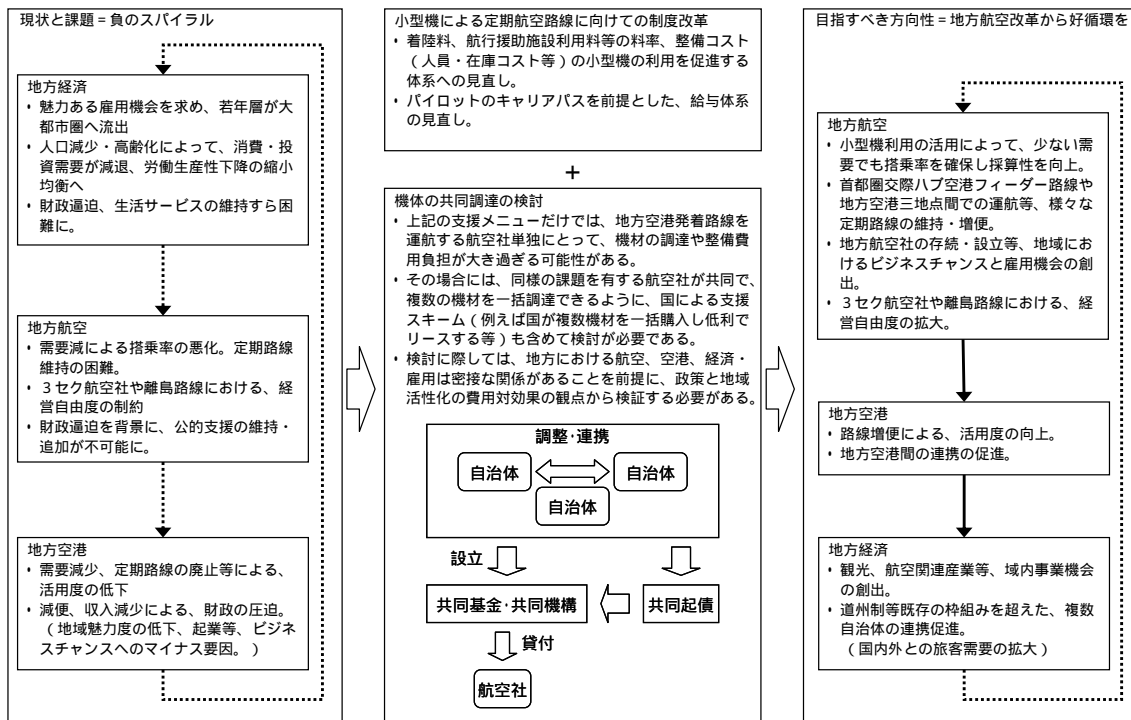 現状と課題＝負のスパイラル
地方経済
・ 魅力ある雇用機会を求め、若年層が大
都市圏へ流出
・ 人口減少・高齢化によって、消費・投
資需要が減退、労働生産性下降の縮小
均衡へ
・ 財政逼迫、生活サービスの維持すら困
難に。
地方航空
・ 需要減による搭乗率の悪化。定期路線
維持の困難。
・ ３セク航空社や離島路線における、経
営自由度の制約
・ 財政逼迫を背景に、公的支援の維持・
追加が不可能に。
地方空港
・ 需要減少、定期路線の廃止等による、
活用度の低下
・ 減便、収入減少による、財政の圧迫。
（地域魅力度の低下、起業等、ビジネ
スチャンスへのマイナス要因。）
小型機による定期航空路線に向けての制度改革
・ 着陸料、航行援助施設利用料等の料率、整備コスト
（人員・在庫コスト等）の小型機の利用を促進する
体系への見直し。
・ パイロットのキャリアパスを前提とした、給与体系
の見直し。
＋
機体の共同調達の検討
・ 上記の支援メニューだけでは、地方空港発着路線を
運航する航空社単独にとって、機材の調達や整備費
用負担が大き過ぎる可能性がある。
・ その場合には、同様の課題を有する航空社が共同で、
複数の機材を一括調達できるように、国による支援
スキーム（例えば国が複数機材を一括購入し低利で
リースする等）も含めて検討が必要である。
・ 検討に際しては、地方における航空、空港、経済・
雇用は密接な関係があることを前提に、政策と地域
活性化の費用対効果の観点から検証する必要がある。
調整・連携
自治体
自治体
自治体
設立
共同基金・共同機構
共同起債
貸付
航空社
目指すべき方向性＝地方航空改革から好循環を
地方航空
・ 小型機利用の活用によって、少ない需
要でも搭乗率を確保し採算性を向上。
・ 首都圏交際ハブ空港フィーダー路線や
地方空港三地点間での運航等、様々な
定期路線の維持・増便。
・ 地方航空社の存続・設立等、地域にお
けるビジネスチャンスと雇用機会の創
出。
・ ３セク航空社や離島路線における、経
営自由度の拡大。
地方空港
・ 路線増便による、活用度の向上。
・ 地方空港間の連携の促進。
地方経済
・ 観光、航空関連産業等、域内事業機会
の創出。
・ 道州制等既存の枠組みを超えた、複数
自治体の連携促進。
（国内外との旅客需要の拡大）